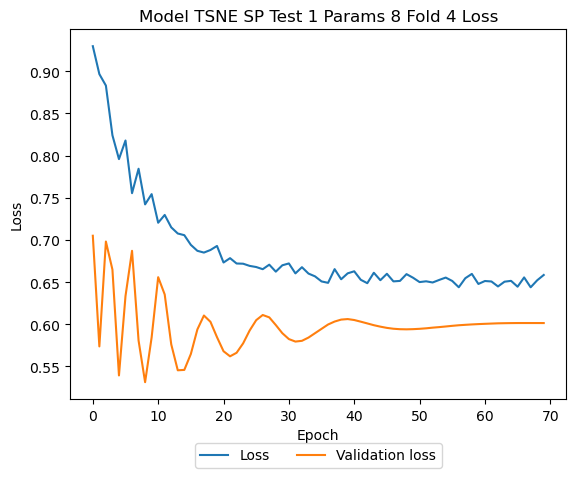 Model TSNE SP Test 1 Params 8 Fold 4 Loss
Loss
0.90
0.85
0.80
0.75
0.70
0.65
0.60
0.55
0 10 20 30 40 50 60 70
Epoch
Loss Validation loss